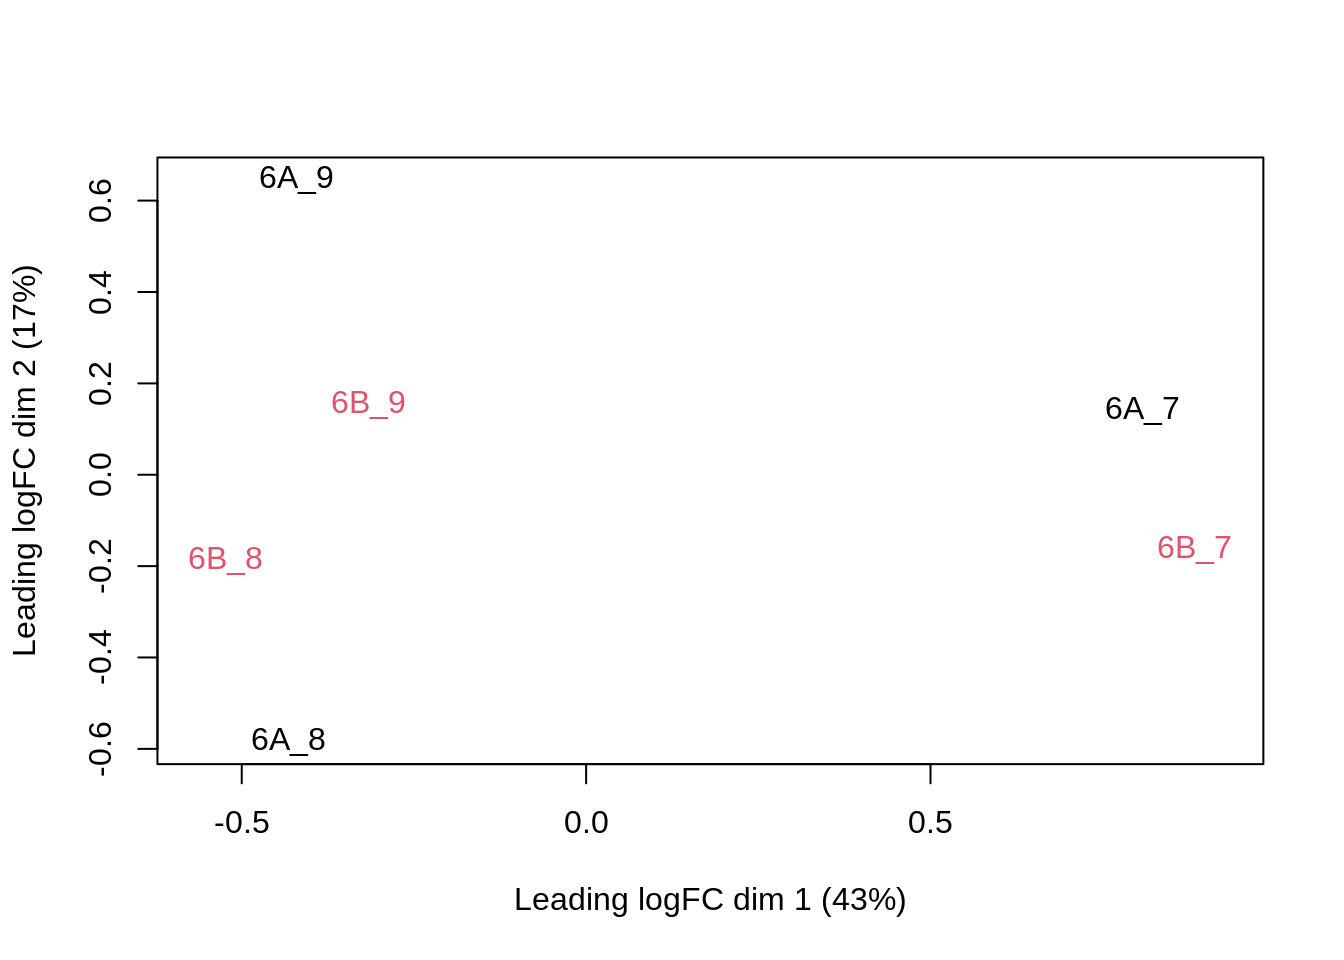 6A_9
6B_9
6A_7
6B_7
6B_8
6A_8
0.6
0.4
0.2
0.0
-0.2
-0.4
-0.6
Leading logFC dim 2 (17%)
-0.5
0.0
0.5
Leading logFC dim 1 (43%)